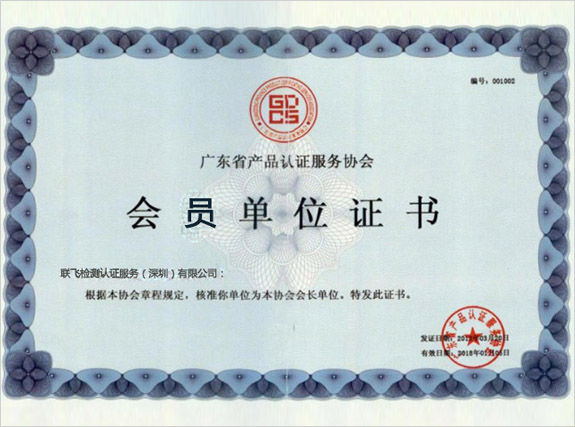 编号：001002
GDCS
广东省产品认证服务协会
会员单位证书
联飞检测认证服务（深圳）有限公司：
根据本协会章程规定，核准你单位为本协会会长单位。特发此证书。
发证日期：
有效日期：